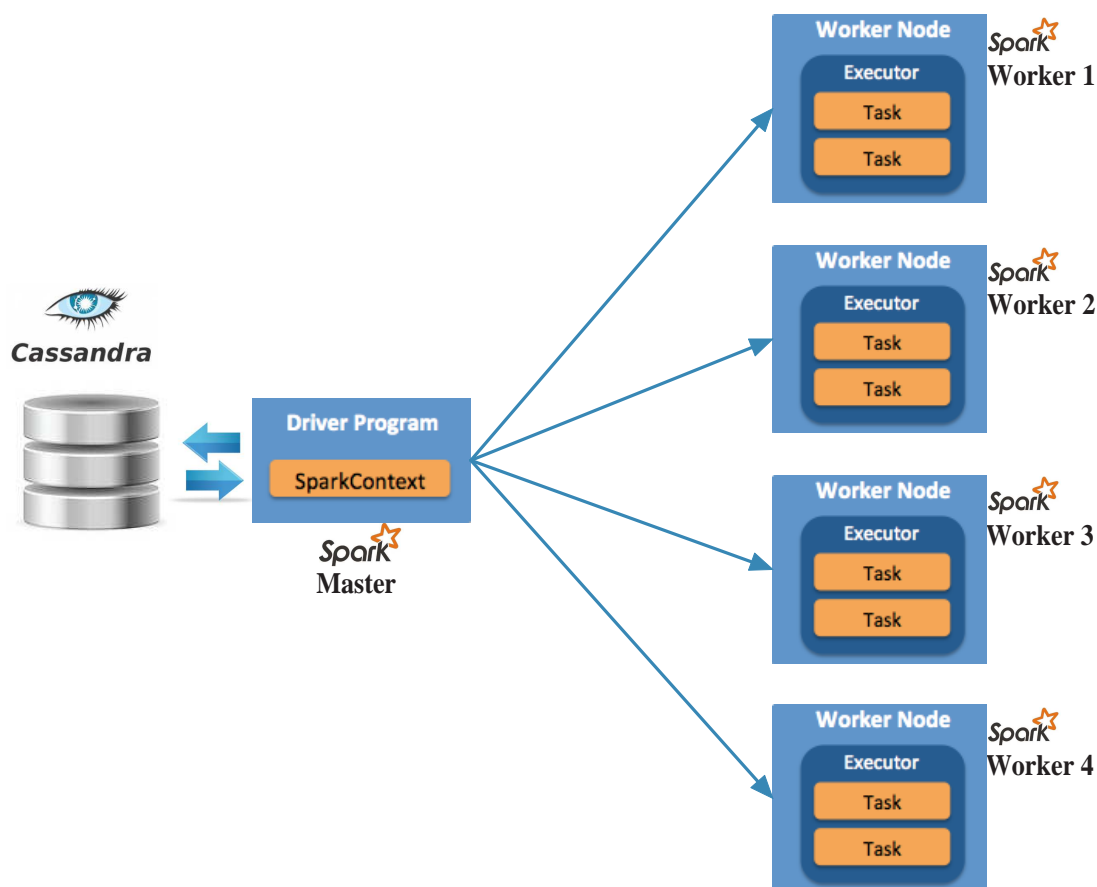 Cassandra
Driver Program
SparkContext
Spark
Master
Worker Node
Executor
Task
Task
Spark
Worker 1
Worker Node
Executor
Task
Task
Spark
Worker 2
Worker Node
Executor
Task
Task
Spark
Worker 3
Worker Node
Executor
Task
Task
Spark
Worker 4